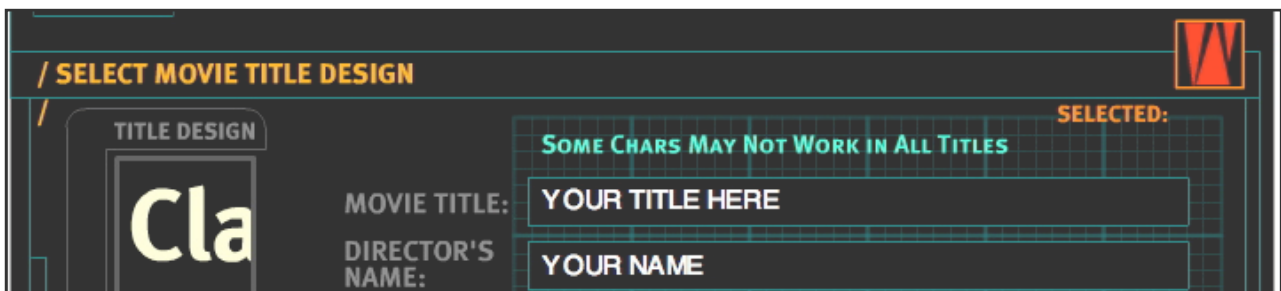 / SELECT MOVIE TITLE DESIGN
/
SELECTED:
TITLE DESIGN
SOME CHARS MAY NOT WORK IN ALL TITLES
Cla
MOVIE TITLE: YOUR TITLE HERE
DIRECTOR'S
NAME: YOUR NAME